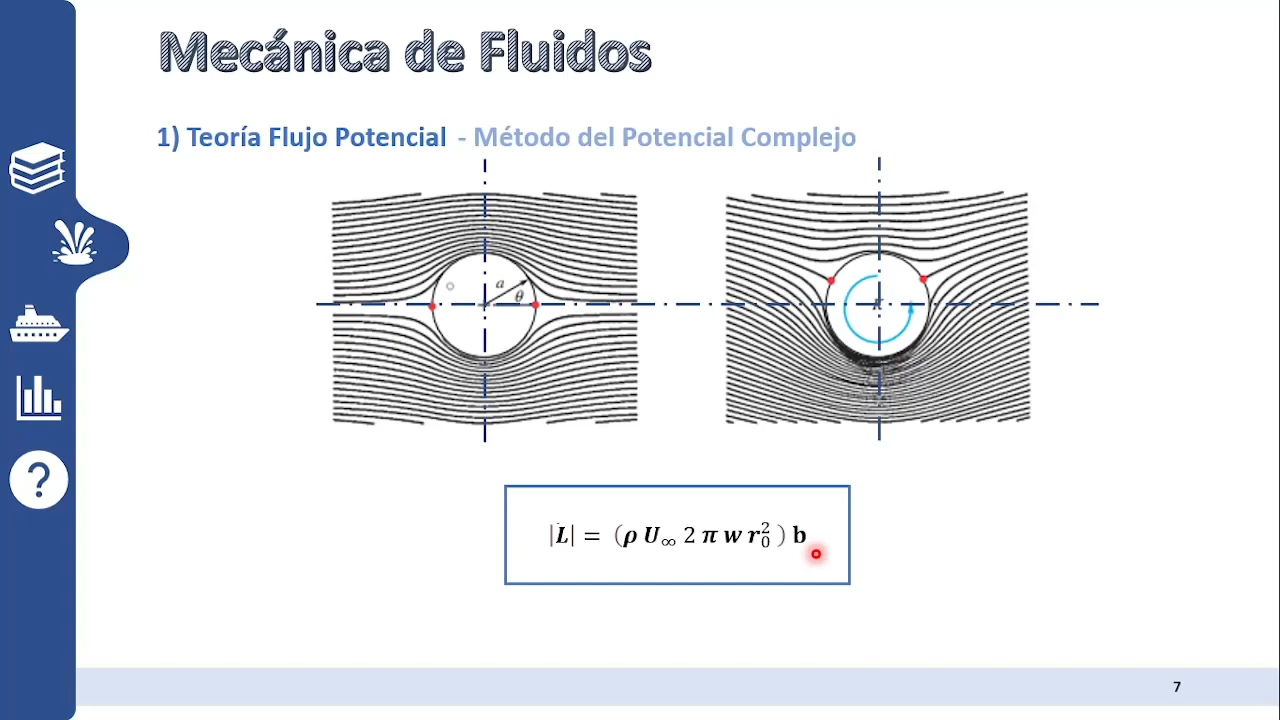 Mecánica de Fluidos
1) Teoría Flujo Potencial - Método del Potencial Complejo
a
θ
K
|L| = (ρ U∞ 2 π w r₀²) b
?
7